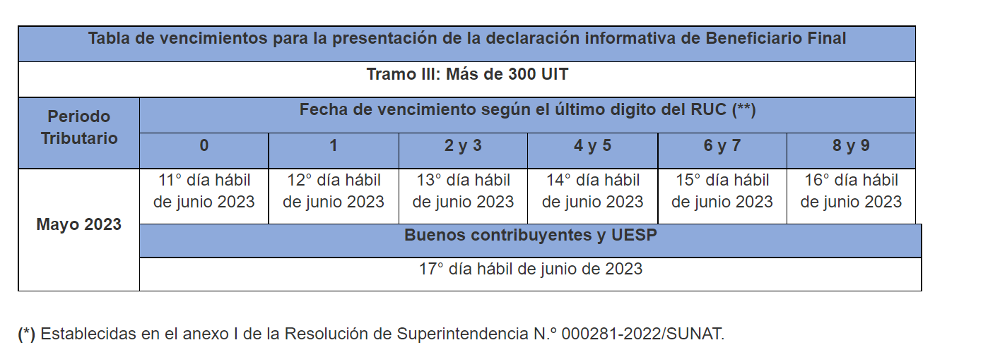 Tabla de vencimientos para la presentación de la declaración informativa de Beneficiario Final
Tramo III: Más de 300 UIT
Periodo
Tributario
Fecha de vencimiento según el último digito del RUC (**)
0
1
2 y 3
4 y 5
6 y 7
8 y 9
Mayo 2023
11° día hábil
de junio 2023
12° día hábil
de junio 2023
13° día hábil
de junio 2023
14° día hábil
de junio 2023
15° día hábil
de junio 2023
16° día hábil
de junio 2023
Buenos contribuyentes y UESP
17° día hábil de junio de 2023
(*) Establecidas en el anexo I de la Resolución de Superintendencia N.º 000281-2022/SUNAT.